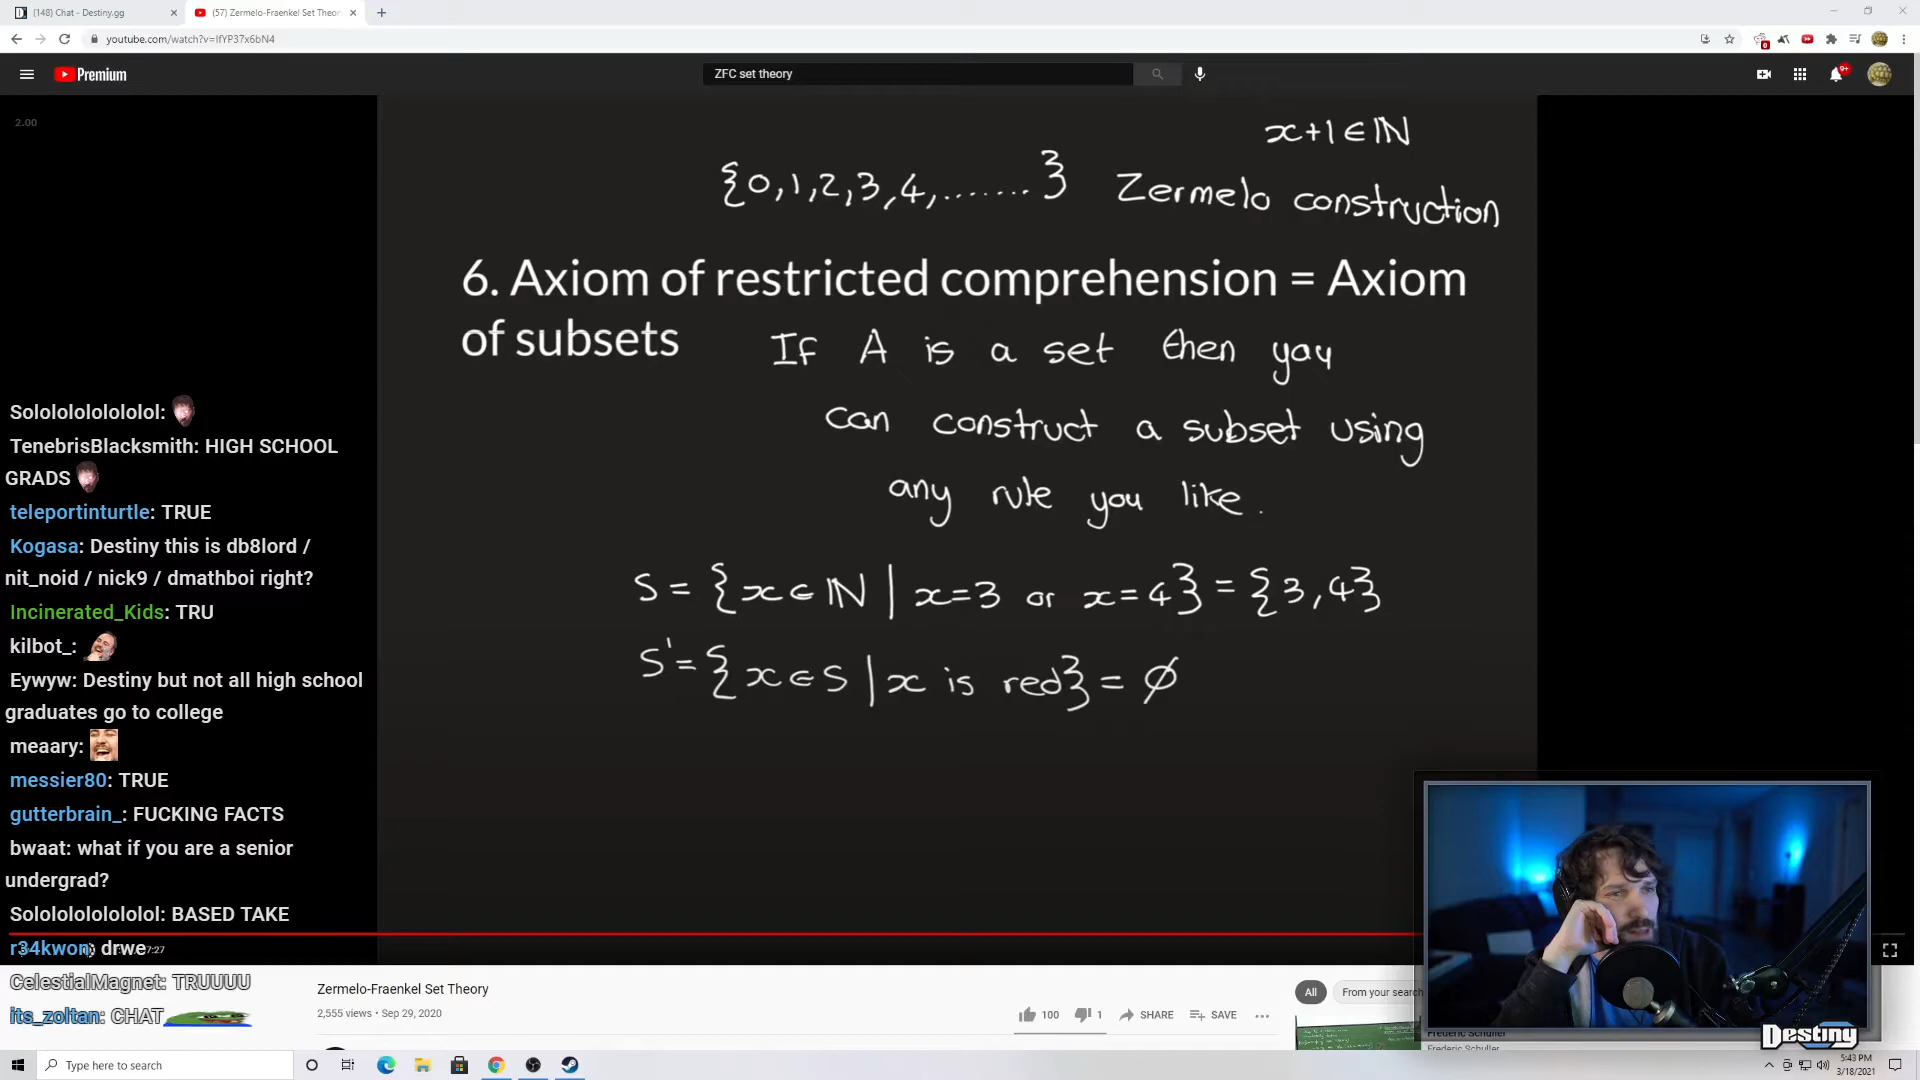 (148) Chat - Destiny.gg
(57) Zermelo-Fraenkel Set Theor
youtube.com/watch?v=lfYP37x6bN4
Premium
ZFC set theory
9+
2.00
x+1∈ℕ
{0,1,2,3,4,.......} Zermelo construction
6. Axiom of restricted comprehension = Axiom
of subsets
If A is a set then you
can construct a subset using
any rule you like.
S = {x∈ℕ | x=3 or x=4} = {3,4}
S'= {x∈S | x is red} = ∅
Solololololololol:
TenebrisBlacksmith: HIGH SCHOOL
GRADS
teleportinturtle: TRUE
Kogasa: Destiny this is db8lord /
nit_noid / nick9 / dmathboi right?
Incinerated_Kids: TRU
kilbot_:
Eywyw: Destiny but not all high school
graduates go to college
meaary:
messier80: TRUE
gutterbrain_: FUCKING FACTS
bwaat: what if you are a senior
undergrad?
Solololololololol: BASED TAKE
r34kwon: drwe
7:27
CelestialMagnet: TRUUUU
its_zoltan: CHAT
Zermelo-Fraenkel Set Theory
2,555 views • Sep 29, 2020
100
1
SHARE
SAVE
All
From your search
Frederic Schuller
Frederic Schuller
Destiny
Type here to search
5:43 PM
3/18/2021